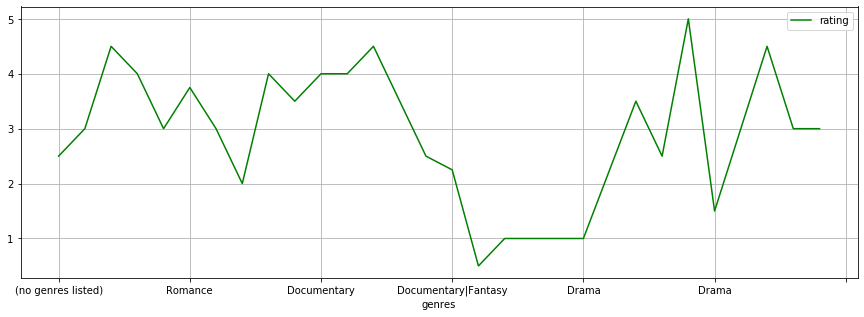 rating
5
4
3
2
1
(no genres listed) Romance Documentary Documentary|Fantasy Drama Drama
genres